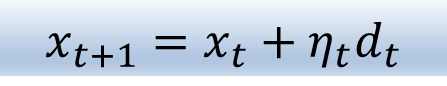 x_{t+1} = x_t + η_t d_t